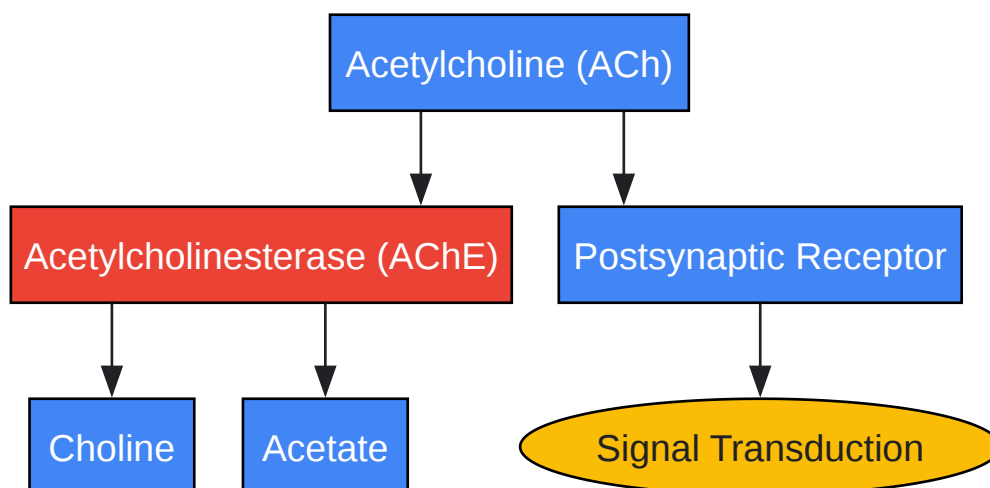 Acetylcholine (ACh)
Acetylcholinesterase (AChE)
Postsynaptic Receptor
Choline
Acetate
Signal Transduction